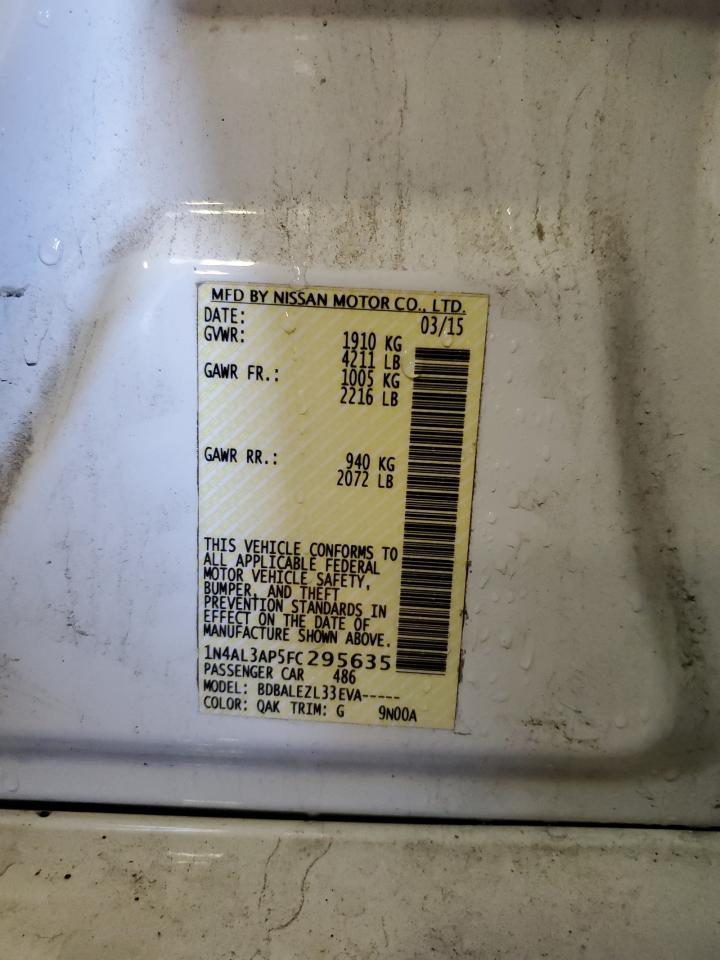 MFD BY NISSAN MOTOR CO., LTD.
DATE: 03/15
GVWR: 1910 KG
4211 LB
GAWR FR.: 1005 KG
2216 LB
GAWR RR.: 940 KG
2072 LB
THIS VEHICLE CONFORMS TO
ALL APPLICABLE FEDERAL
MOTOR VEHICLE SAFETY,
BUMPER, AND THEFT
PREVENTION STANDARDS IN
EFFECT ON THE DATE OF
MANUFACTURE SHOWN ABOVE.
1N4AL3AP5FC295635
PASSENGER CAR 486
MODEL: BDBALEZL33EVA-----
COLOR: QAK TRIM: G 9N00A